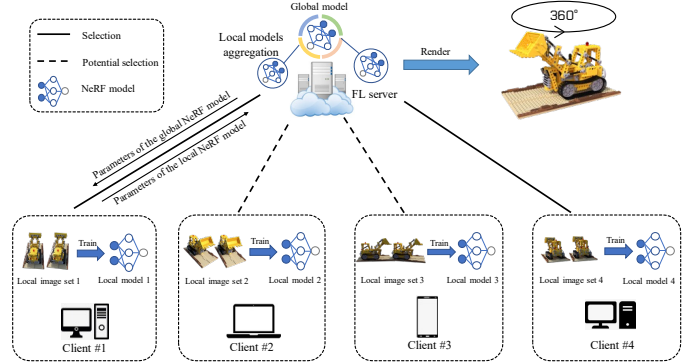 Global model
360°
Selection
Potential selection
NeRF model
Local models
aggregation
FL server
Render
Parameters of the global NeRF model
Parameters of the local NeRF model
Train
Local image set 1
Local model 1
Client #1
Train
Local image set 2
Local model 2
Client #2
Train
Local image set 3
Local model 3
Client #3
Train
Local image set 4
Local model 4
Client #4